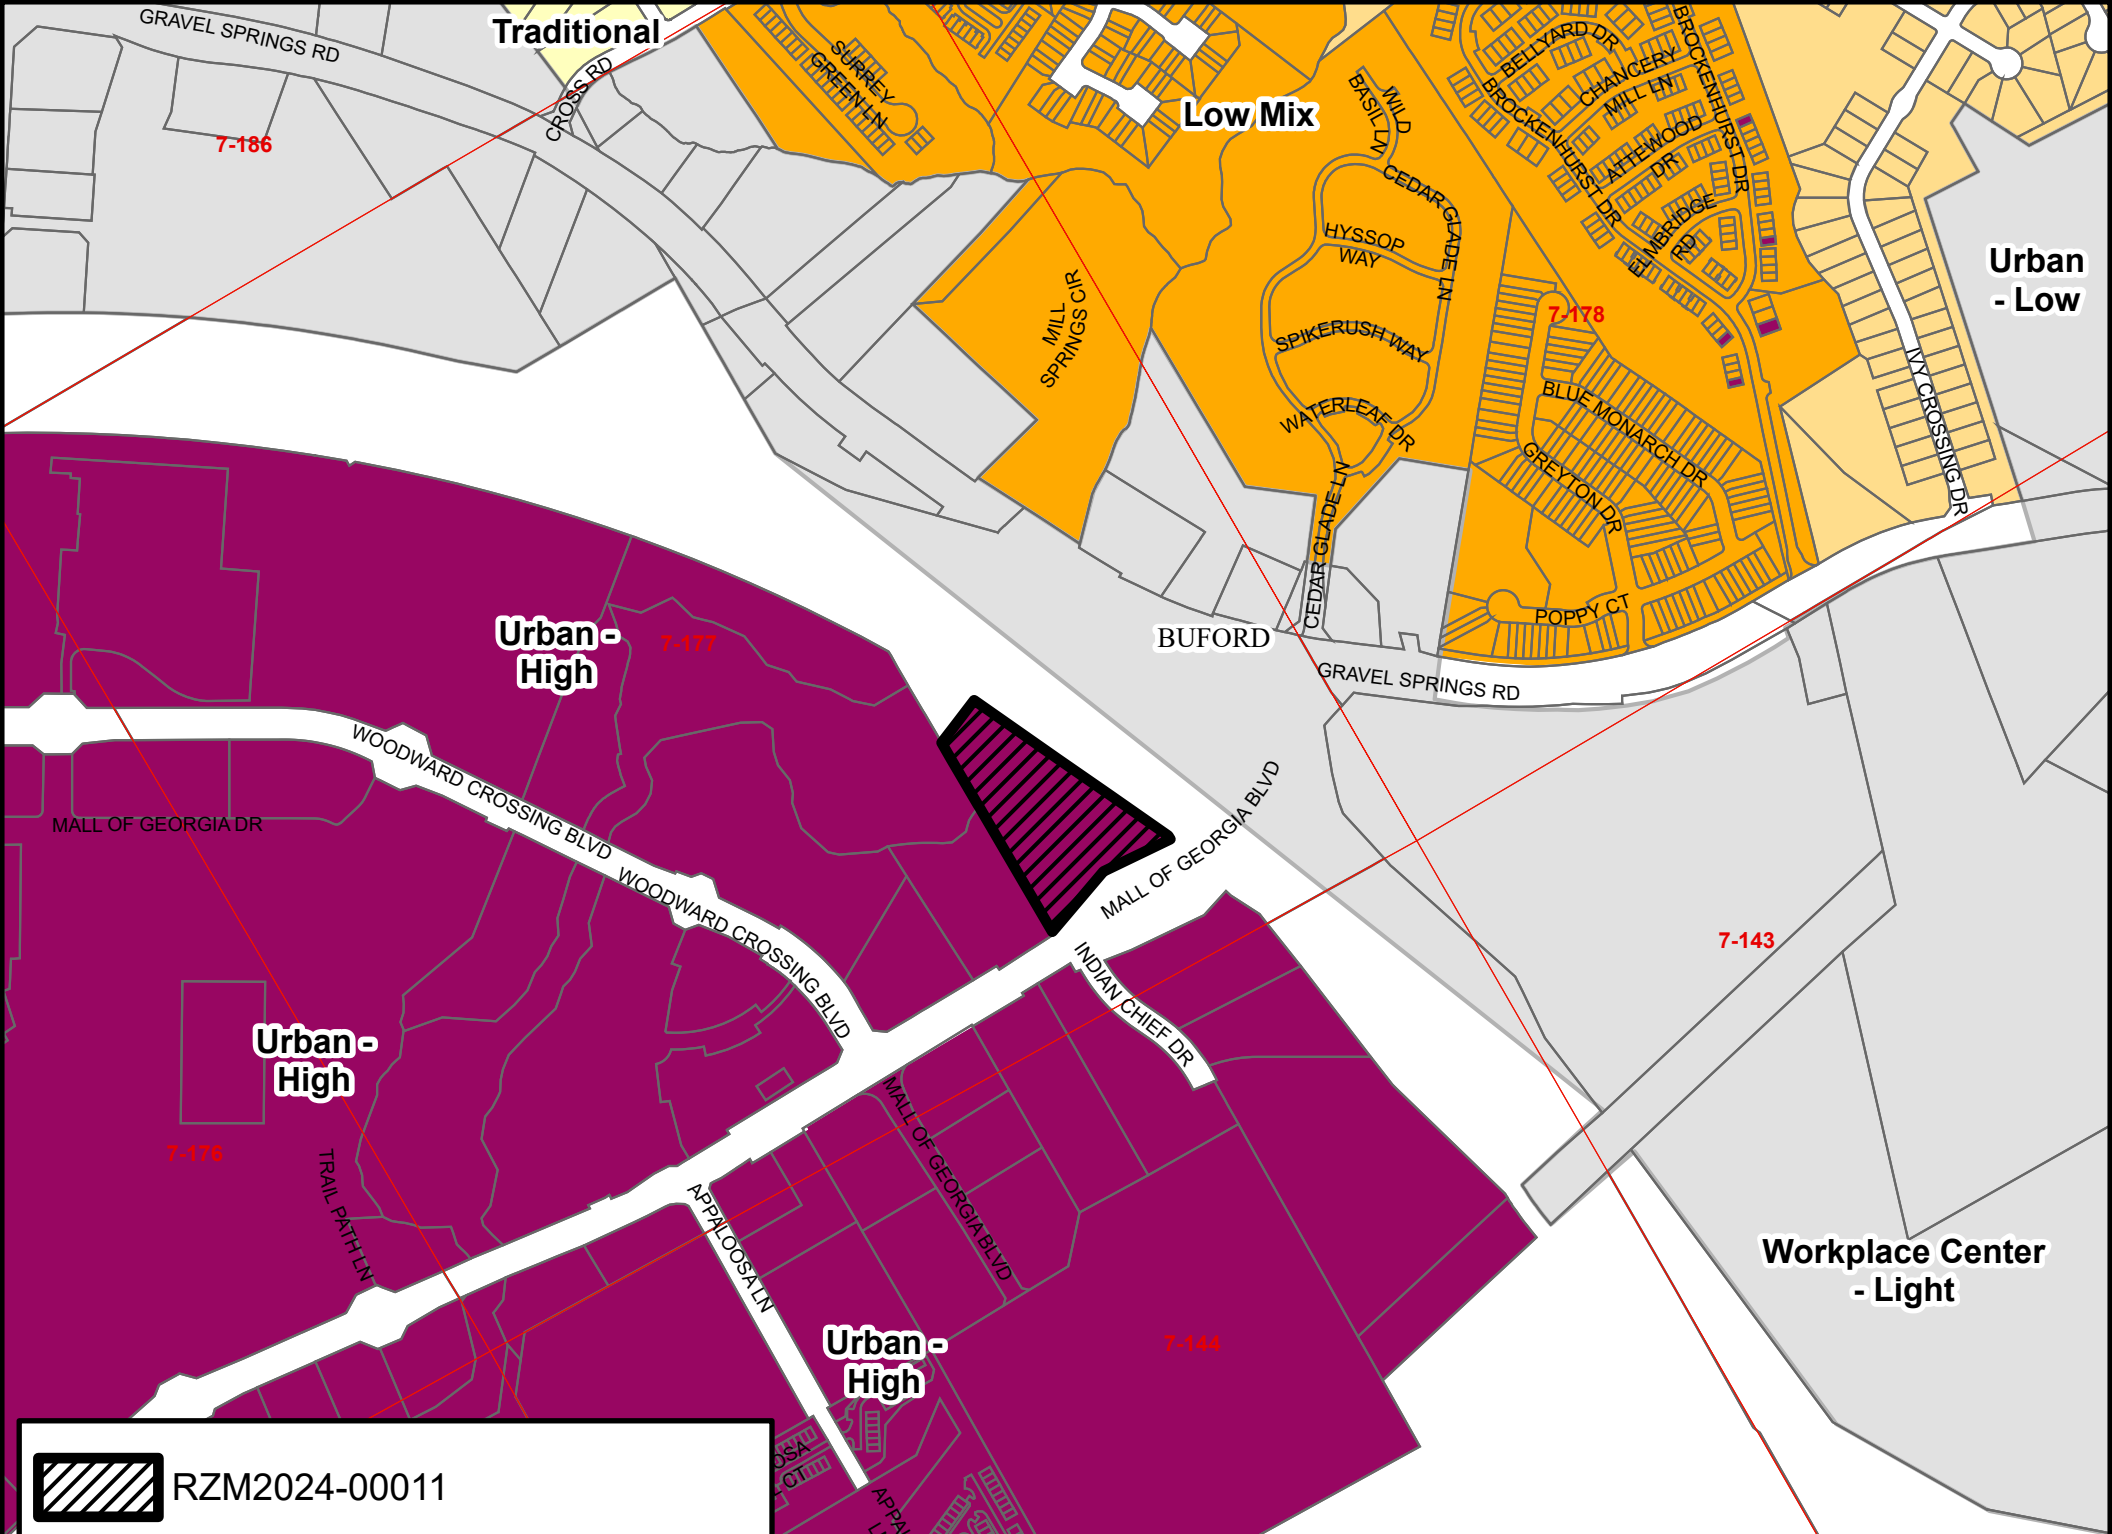 GRAVEL SPRINGS RD
Traditional
CROSS RD
SURREY
GREEN LN
Low Mix
WILD
BASIL LN
BELLYARD DR
CHANCERY
MILL LN
BROCKENHURST DR
BROCKENHURST DR
ATTEWOOD
DR
ELMBRIDGE
RD
7-186
CEDAR GLADE LN
HYSSOP
WAY
Urban
- Low
MILL
SPRINGS CIR
7-178
SPIKERUSH WAY
IVY CROSSING DR
BLUE MONARCH DR
WATERLEAF DR
GREYTON DR
CEDAR GLADE LN
POPPY CT
Urban -
High
7-177
BUFORD
GRAVEL SPRINGS RD
WOODWARD CROSSING BLVD
MALL OF GEORGIA DR
MALL OF GEORGIA BLVD
WOODWARD CROSSING BLVD
7-143
INDIAN CHIEF DR
Urban -
High
7-176
MALL OF GEORGIA BLVD
TRAIL PATH LN
APPALOOSA LN
Workplace Center
- Light
Urban -
High
7-144
OSA
CT
APPA
RZM2024-00011